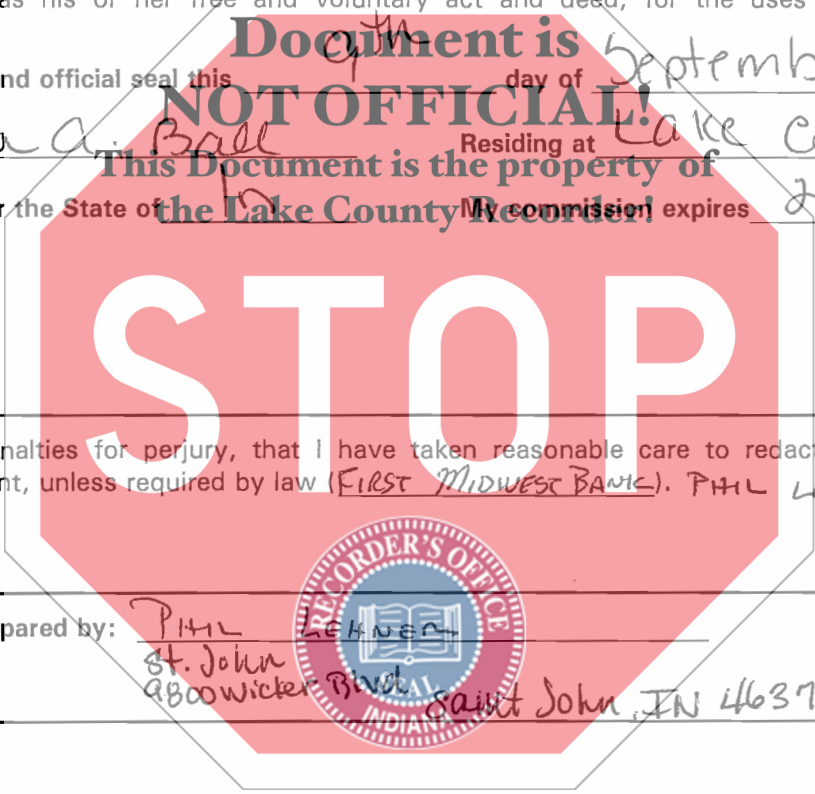 as his or her free and voluntary act and deed, for the uses
Document is
nd official seal this 9th day of Septemb
NOT OFFICIAL!
a. Ball Residing at Lake C
This Document is the property of
r the State of In My commission expires 2
the Lake County Recorder!
STOP
nalties for perjury, that I have taken reasonable care to redact
nt, unless required by law (FIRST MIDWEST BANK). PHIL L
RECORDER'S OFFICE
pared by: PHIL LEHNER
St. John
9800 Wicker Blvd Saint John, IN 4637
SEAL
INDIANA